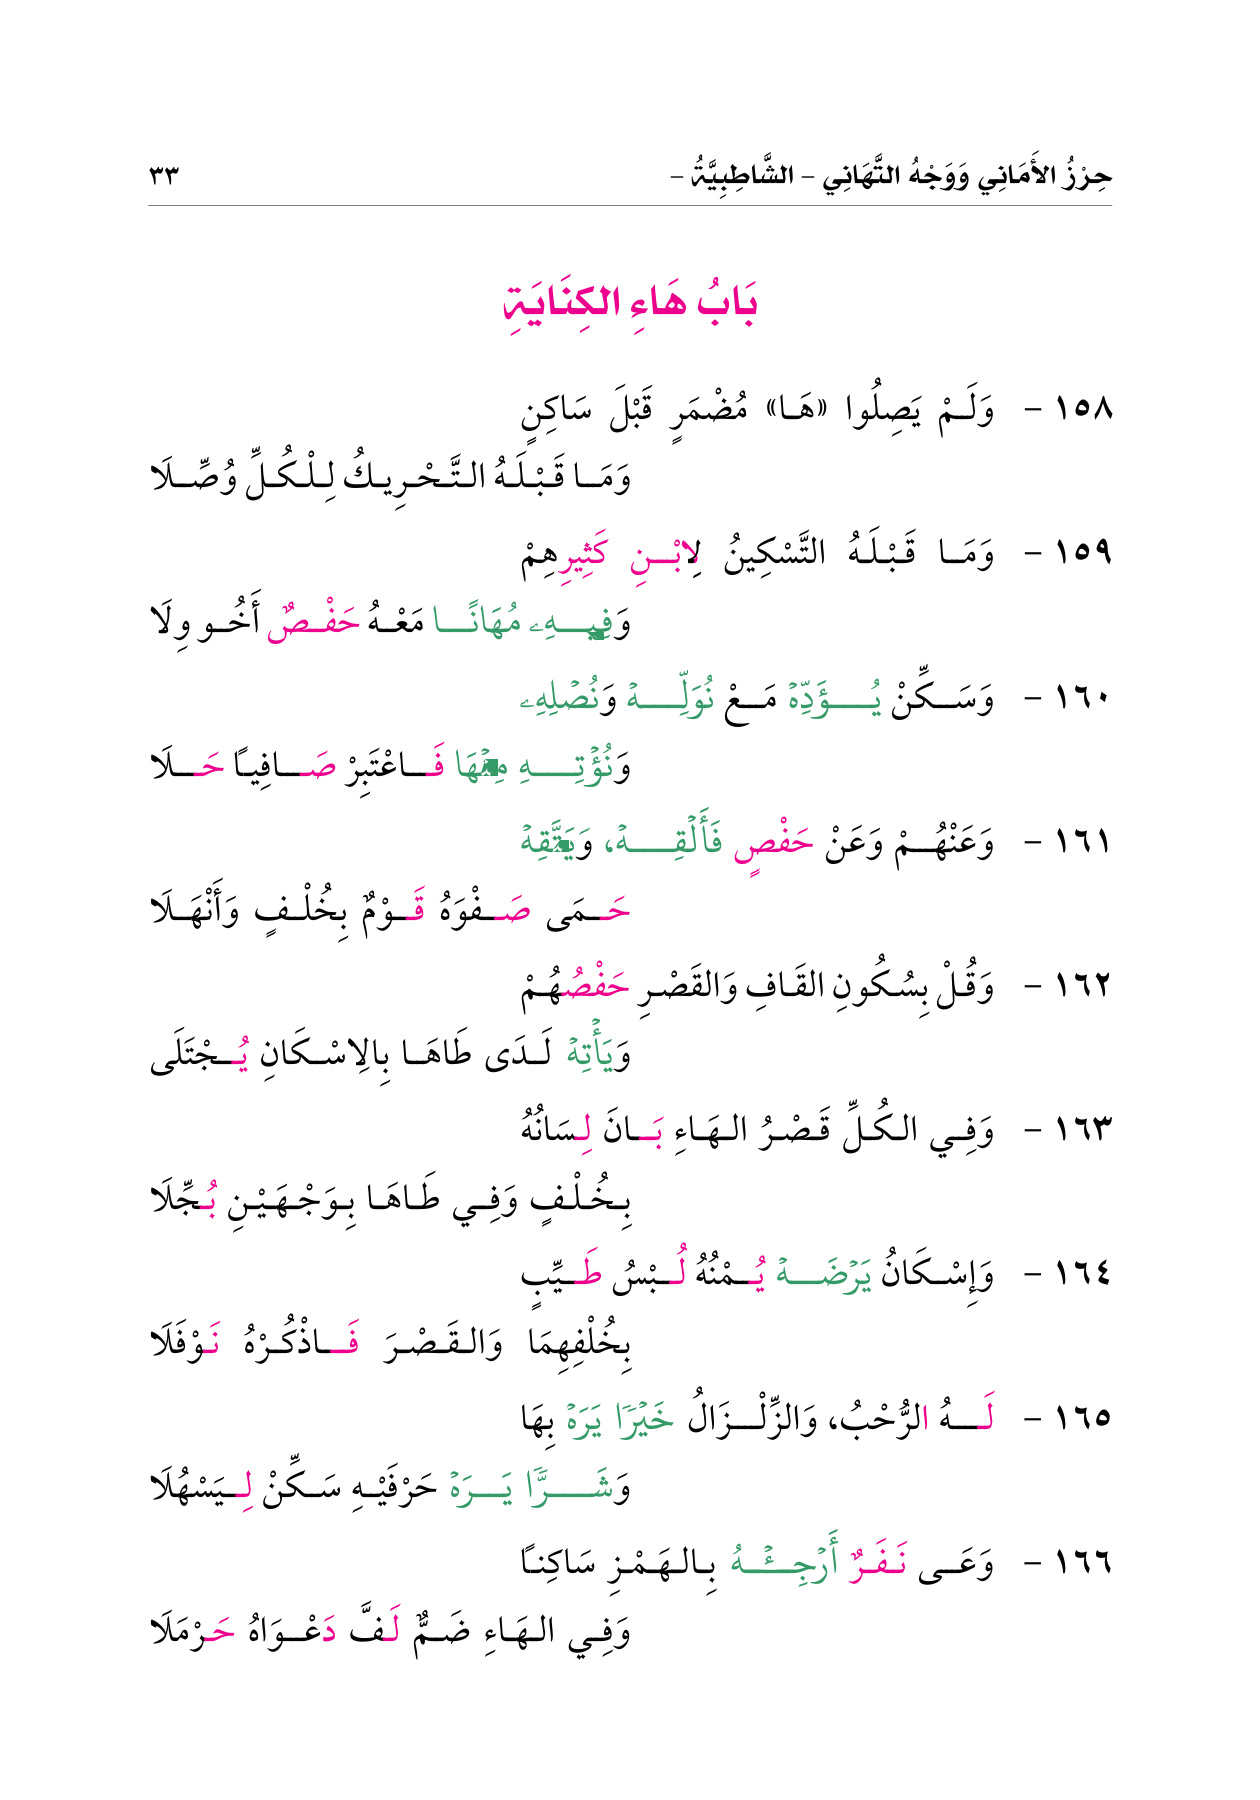 حِرْزُ الأَمَانِي وَوَجْهُ التَّهَانِي – الشَّاطِبِيَّةُ – ٣٣
بَابُ هَاءِ الكِنَايَةِ
١٥٨ – وَلَمْ يَصِلُوا «هَا» مُضْمَرٍ قَبْلَ سَاكِنٍ
وَمَا قَبْلَهُ التَّحْرِيكُ لِلْكُلِّ وُصِّلَا
١٥٩ – وَمَا قَبْلَهُ التَّسْكِينُ لِابْنِ كَثِيرِهِمْ
وَفِيهِۦ مُهَانًا مَعْهُ حَفْصٌ أَخُو وِلَا
١٦٠ – وَسَكِّنْ يُؤَدِّهْ مَعْ نُوَلِّهْ وَنُصْلِهِۦ
وَنُؤْتِهِ مِنْهَا فَاعْتَبِرْ صَافِيًا حَلَا
١٦١ – وَعَنْهُمْ وَعَنْ حَفْصٍ فَأَلْقِهْ، وَيَتَّقِهْ
حَمَى صَفْوَهُ قَوْمٌ بِخُلْفٍ وَأَنْهَلَا
١٦٢ – وَقُلْ بِسُكُونِ القَافِ وَالقَصْرِ حَفْصُهُمْ
وَيَأْتِهْ لَدَى طَاهَا بِالِاسْكَانِ يُجْتَلَى
١٦٣ – وَفِي الكُلِّ قَصْرُ الهَاءِ بَانَ لِسَانُهُ
بِخُلْفٍ وَفِي طَاهَا بِوَجْهَيْنِ بُجِّلَا
١٦٤ – وَإِسْكَانُ يَرْضَهْ يُمْنُهُ لُبْسُ طَيِّبٍ
بِخُلْفِهِمَا وَالقَصْرَ فَاذْكُرْهُ نَوْفَلَا
١٦٥ – لَهُ الرُّحْبُ، وَالزِّلْزَالُ خَيْرًا يَرَهْ بِهَا
وَشَرًّا يَرَهْ حَرْفَيْهِ سَكِّنْ لِيَسْهُلَا
١٦٦ – وَعَى نَفَرٌ أَرْجِئْهُ بِالهَمْزِ سَاكِنًا
وَفِي الهَاءِ ضَمٌّ لَفَّ دَعْوَاهُ حَرْمَلَا